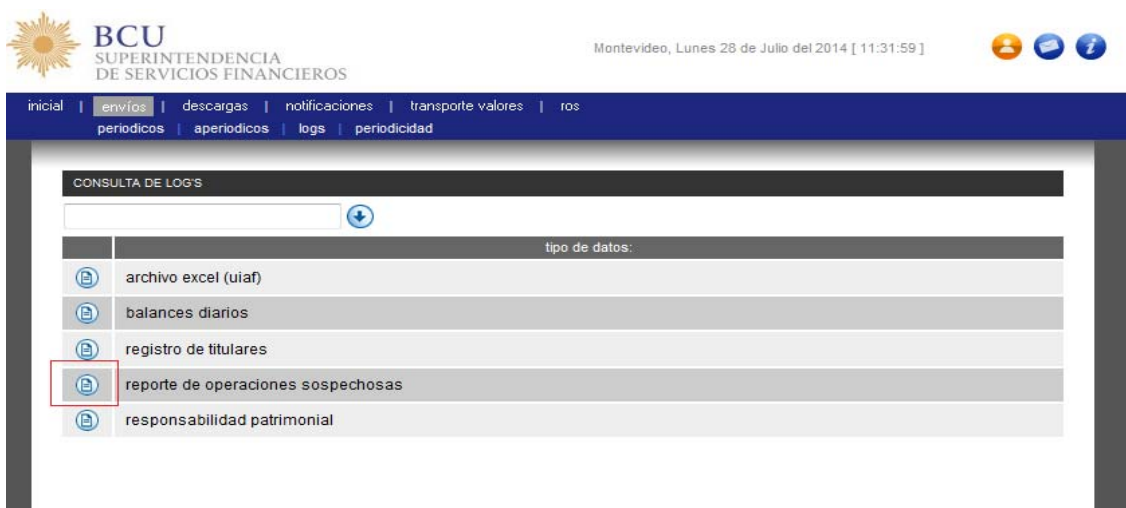 BCU
SUPERINTENDENCIA
DE SERVICIOS FINANCIEROS
Montevideo, Lunes 28 de Julio del 2014 [ 11:31:59 ]
inicial | envíos | descargas | notificaciones | transporte valores | ros
periodicos | aperiodicos | logs | periodicidad
CONSULTA DE LOG'S
tipo de datos:
archivo excel (uiaf)
balances diarios
registro de titulares
reporte de operaciones sospechosas
responsabilidad patrimonial